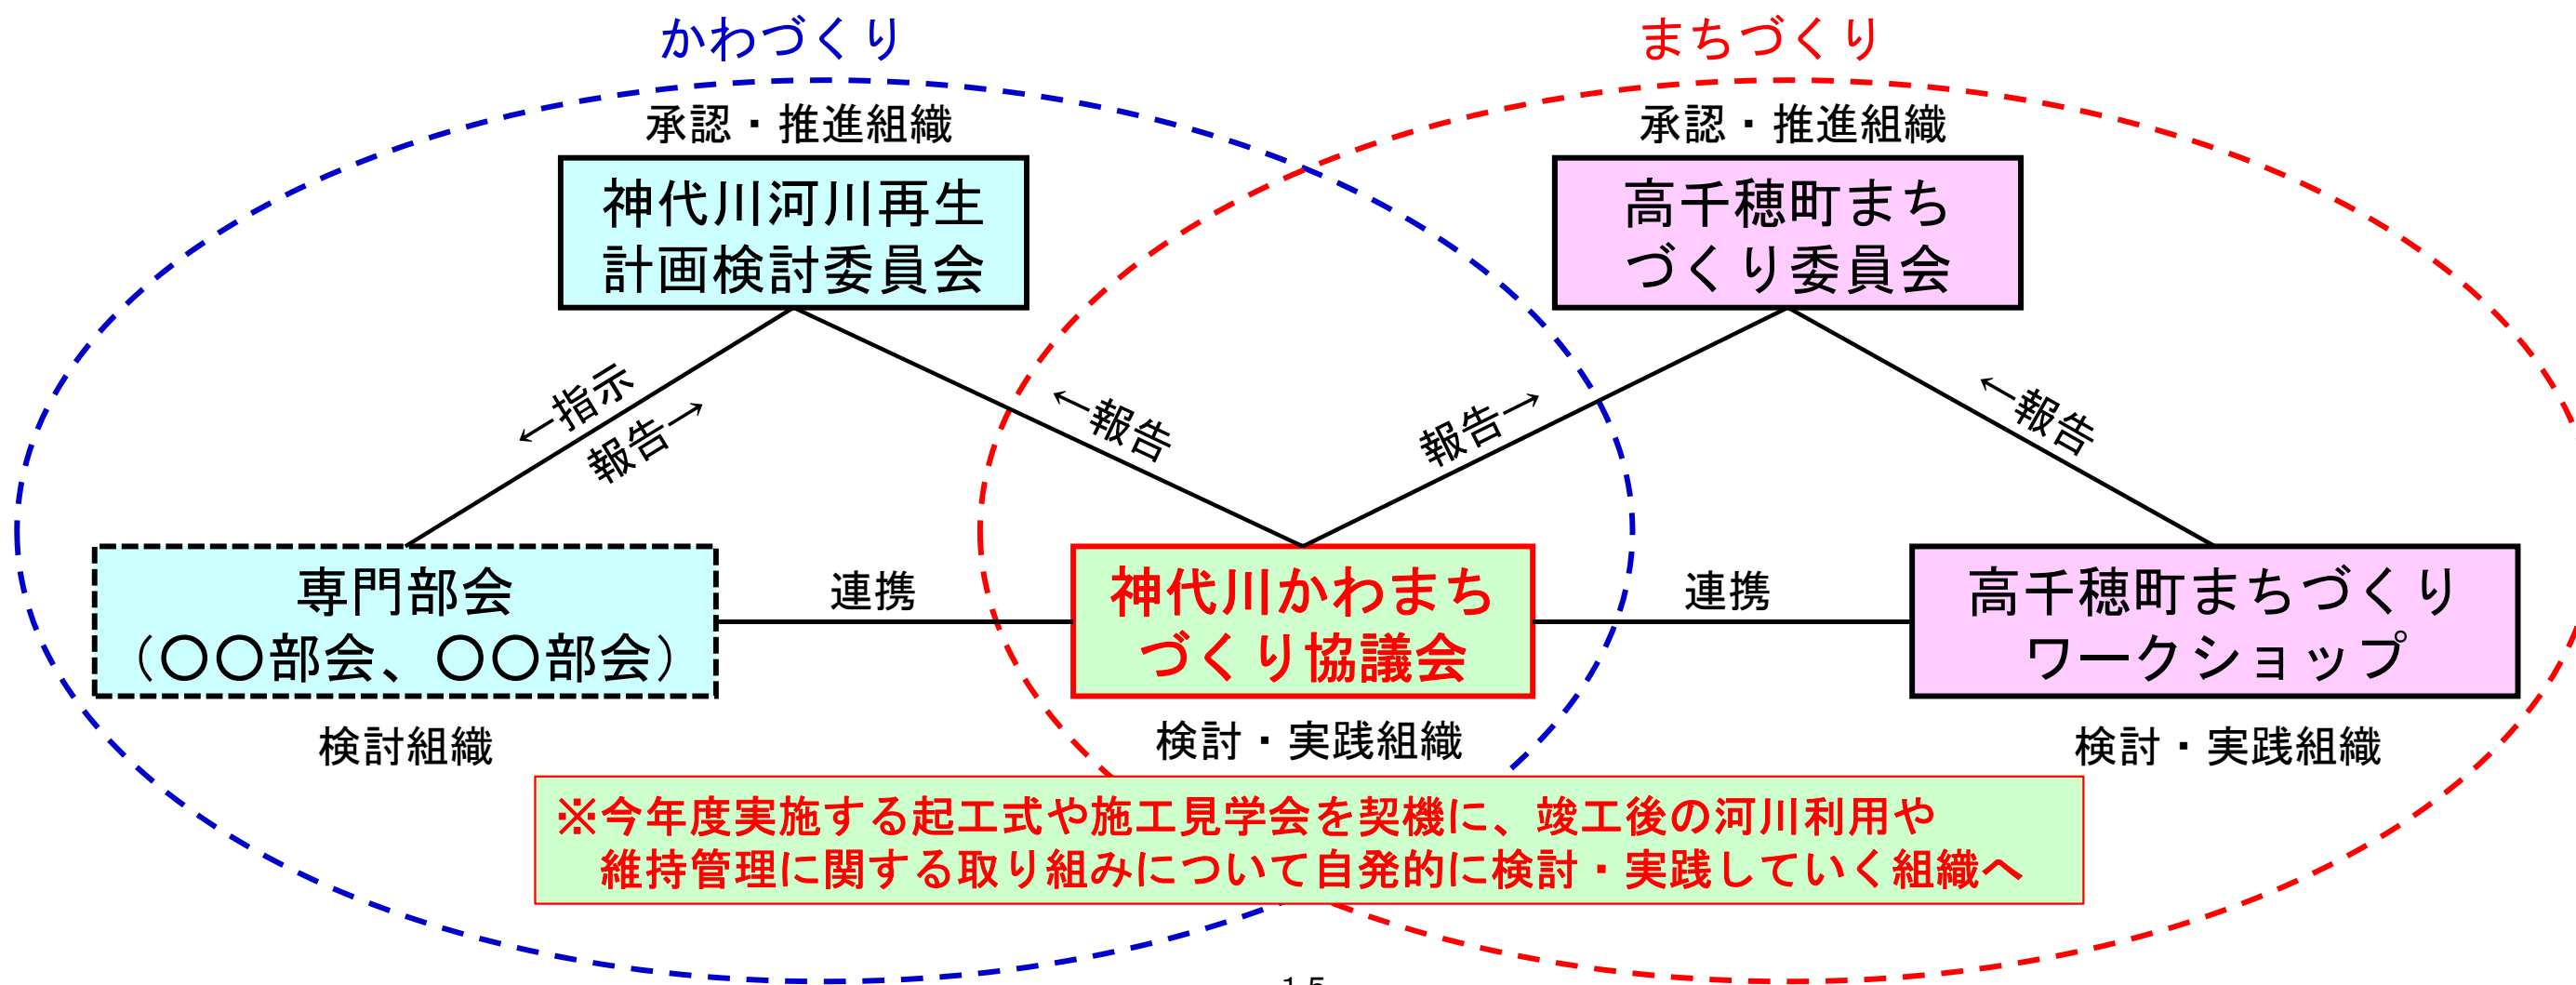 かわづくり
まちづくり
承認・推進組織
承認・推進組織
神代川河川再生
計画検討委員会
高千穂町まち
づくり委員会
←指示
報告→
←報告
報告→
←報告
専門部会
（〇〇部会、〇〇部会）
連携
神代川かわまち
づくり協議会
連携
高千穂町まちづくり
ワークショップ
検討組織
検討・実践組織
検討・実践組織
※今年度実施する起工式や施工見学会を契機に、竣工後の河川利用や
維持管理に関する取り組みについて自発的に検討・実践していく組織へ
15